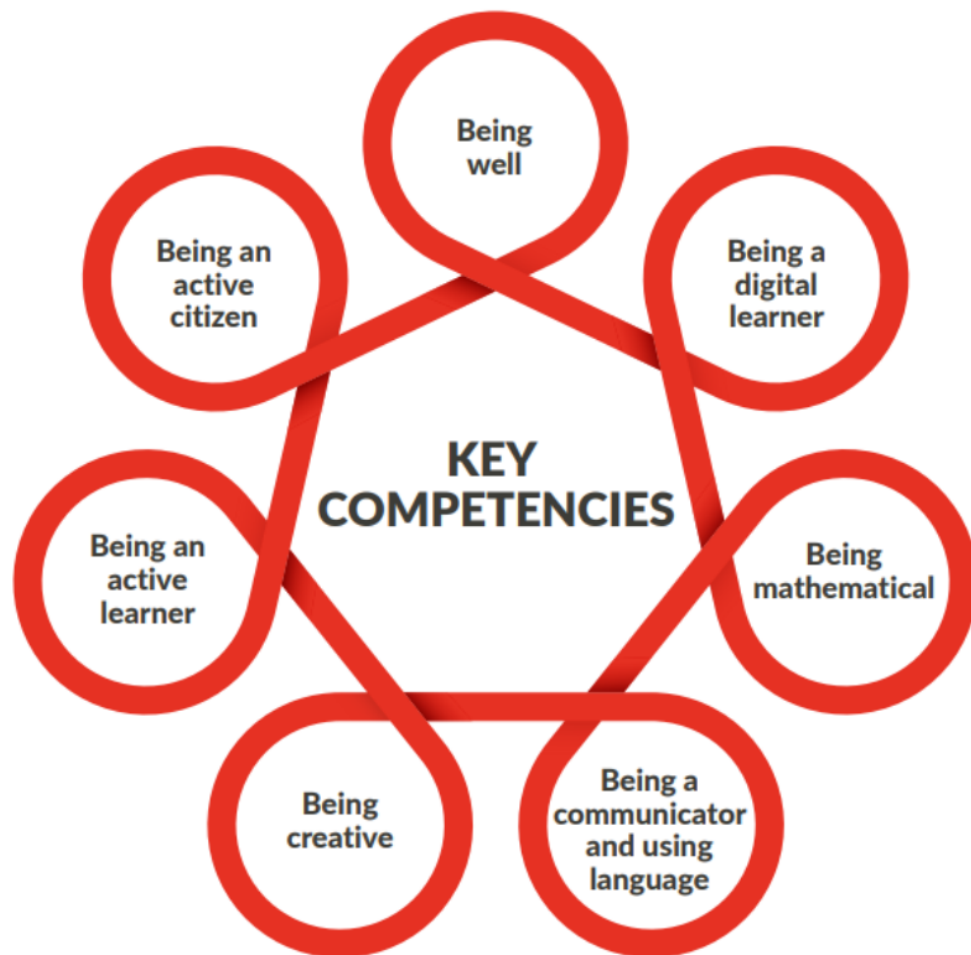 Being
well
Being an
active
citizen
Being a
digital
learner
KEY
COMPETENCIES
Being an
active
learner
Being
mathematical
Being
creative
Being a
communicator
and using
language